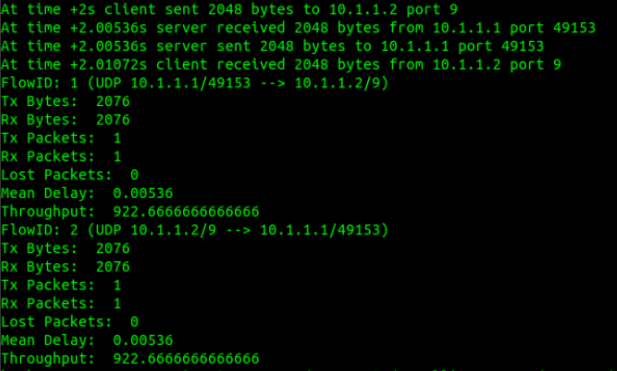 At time +2s client sent 2048 bytes to 10.1.1.2 port 9
At time +2.00536s server received 2048 bytes from 10.1.1.1 port 49153
At time +2.00536s server sent 2048 bytes to 10.1.1.1 port 49153
At time +2.01072s client received 2048 bytes from 10.1.1.2 port 9
FlowID: 1 (UDP 10.1.1.1/49153 --> 10.1.1.2/9)
Tx Bytes:  2076
Rx Bytes:  2076
Tx Packets:  1
Rx Packets:  1
Lost Packets:  0
Mean Delay:  0.00536
Throughput:  922.6666666666666
FlowID: 2 (UDP 10.1.1.2/9 --> 10.1.1.1/49153)
Tx Bytes:  2076
Rx Bytes:  2076
Tx Packets:  1
Rx Packets:  1
Lost Packets:  0
Mean Delay:  0.00536
Throughput:  922.6666666666666